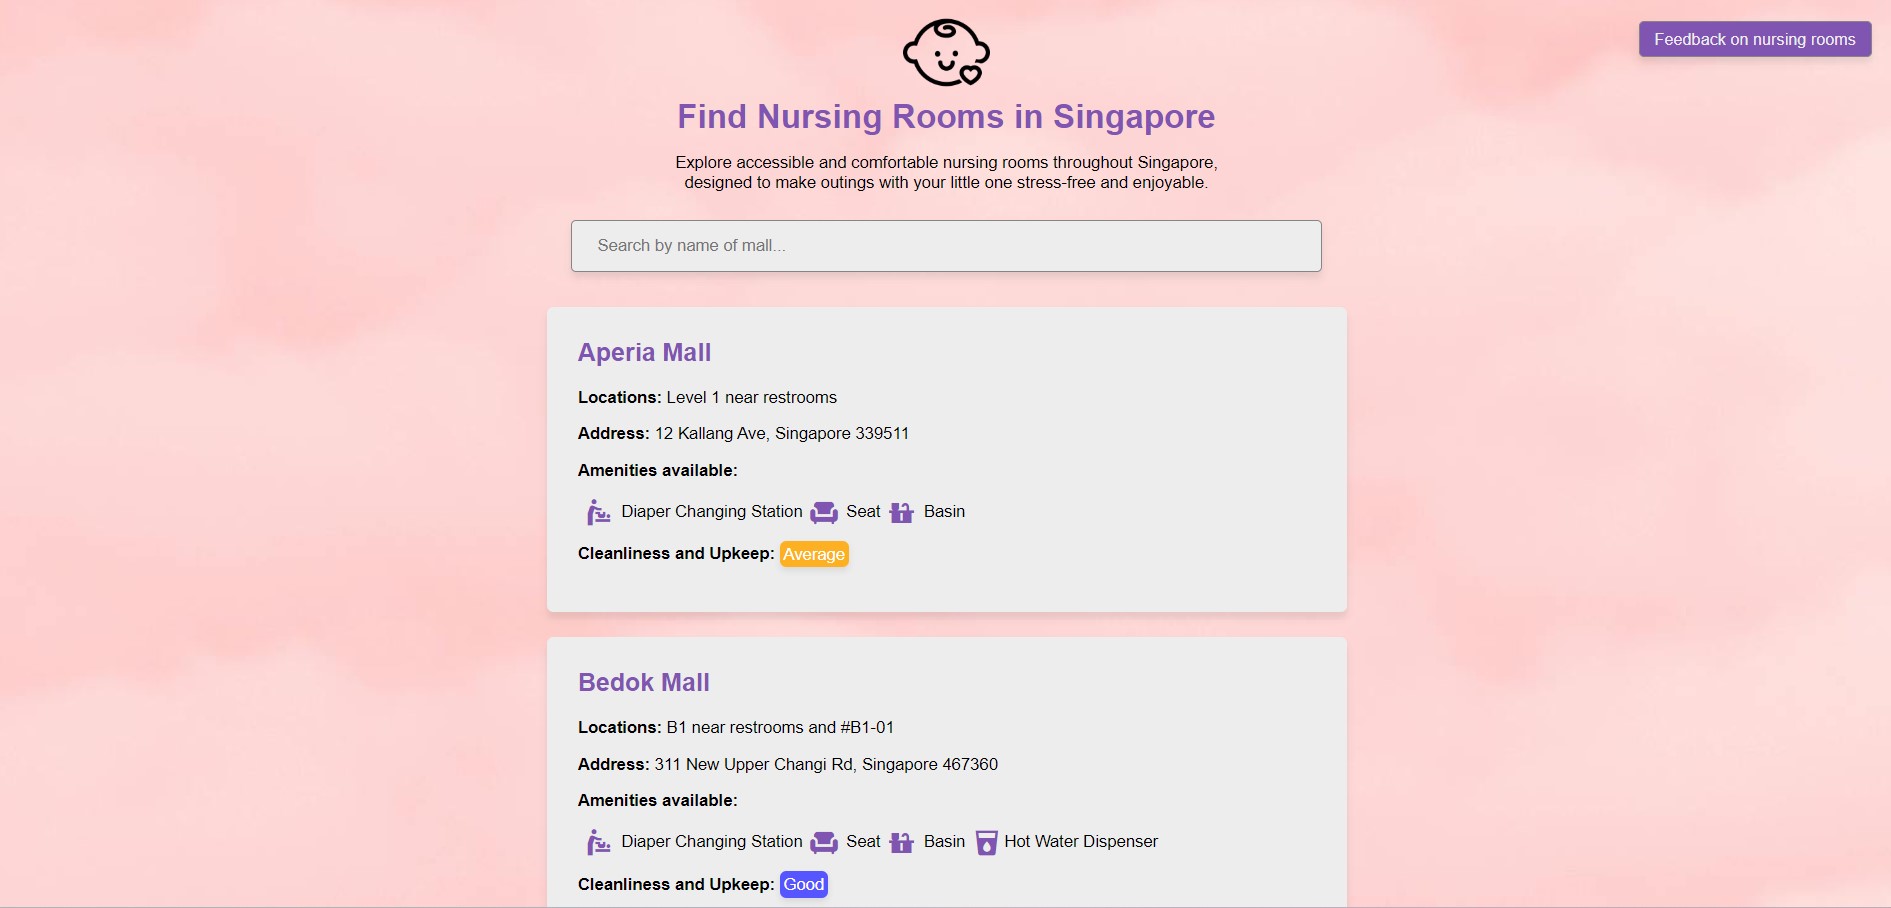 Feedback on nursing rooms
Find Nursing Rooms in Singapore
Explore accessible and comfortable nursing rooms throughout Singapore,
designed to make outings with your little one stress-free and enjoyable.
Search by name of mall...
Aperia Mall
Locations: Level 1 near restrooms
Address: 12 Kallang Ave, Singapore 339511
Amenities available:
Diaper Changing Station Seat Basin
Cleanliness and Upkeep: Average
Bedok Mall
Locations: B1 near restrooms and #B1-01
Address: 311 New Upper Changi Rd, Singapore 467360
Amenities available:
Diaper Changing Station Seat Basin Hot Water Dispenser
Cleanliness and Upkeep: Good